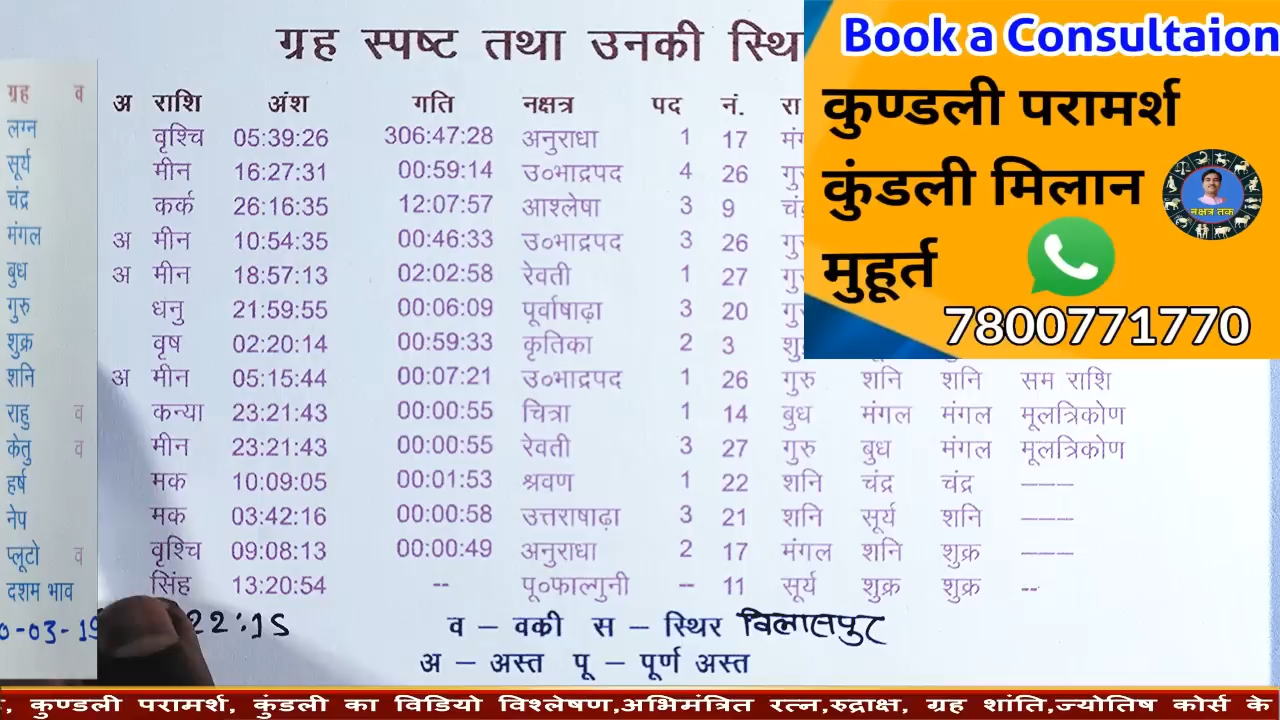 ग्रह स्पष्ट तथा उनकी स्थि
Book a Consultaion
कुण्डली परामर्श
कुंडली मिलान
नक्षत्र तक
मुहूर्त
7800771770
ग्रह व अ राशि अंश गति नक्षत्र पद नं. रा
लग्न वृश्चि 05:39:26 306:47:28 अनुराधा 1 17
सूर्य मीन 16:27:31 00:59:14 उ०भाद्रपद 4 26 गु
चंद्र कर्क 26:16:35 12:07:57 आश्लेषा 3 9 चं
मंगल अ मीन 10:54:35 00:46:33 उ०भाद्रपद 3 26 गु
बुध अ मीन 18:57:13 02:02:58 रेवती 1 27 गु
गुरु धनु 21:59:55 00:06:09 पूर्वाषाढ़ा 3 20 गु
शुक्र वृष 02:20:14 00:59:33 कृतिका 2 3 शु
शनि अ मीन 05:15:44 00:07:21 उ०भाद्रपद 1 26 गुरु शनि शनि सम राशि
राहु व कन्या 23:21:43 00:00:55 चित्रा 1 14 बुध मंगल मंगल मूलत्रिकोण
केतु व मीन 23:21:43 00:00:55 रेवती 3 27 गुरु बुध मंगल मूलत्रिकोण
हर्ष मक 10:09:05 00:01:53 श्रवण 1 22 शनि चंद्र चंद्र ---
नेप मक 03:42:16 00:00:58 उत्तराषाढ़ा 3 21 शनि सूर्य शनि ---
प्लूटो व वृश्चि 09:08:13 00:00:49 अनुराधा 2 17 मंगल शनि शुक्र ---
दशम भाव सिंह 13:20:54 -- पू०फाल्गुनी -- 11 सूर्य शुक्र शुक्र --
0-03-19 22:15 व – वक्री स – स्थिर बिलासपुर
अ – अस्त पू – पूर्ण अस्त
, कुण्डली परामर्श, कुंडली का विडियो विश्लेषण,अभिमंत्रित रत्न,रुद्राक्ष, ग्रह शांति,ज्योतिष कोर्स के